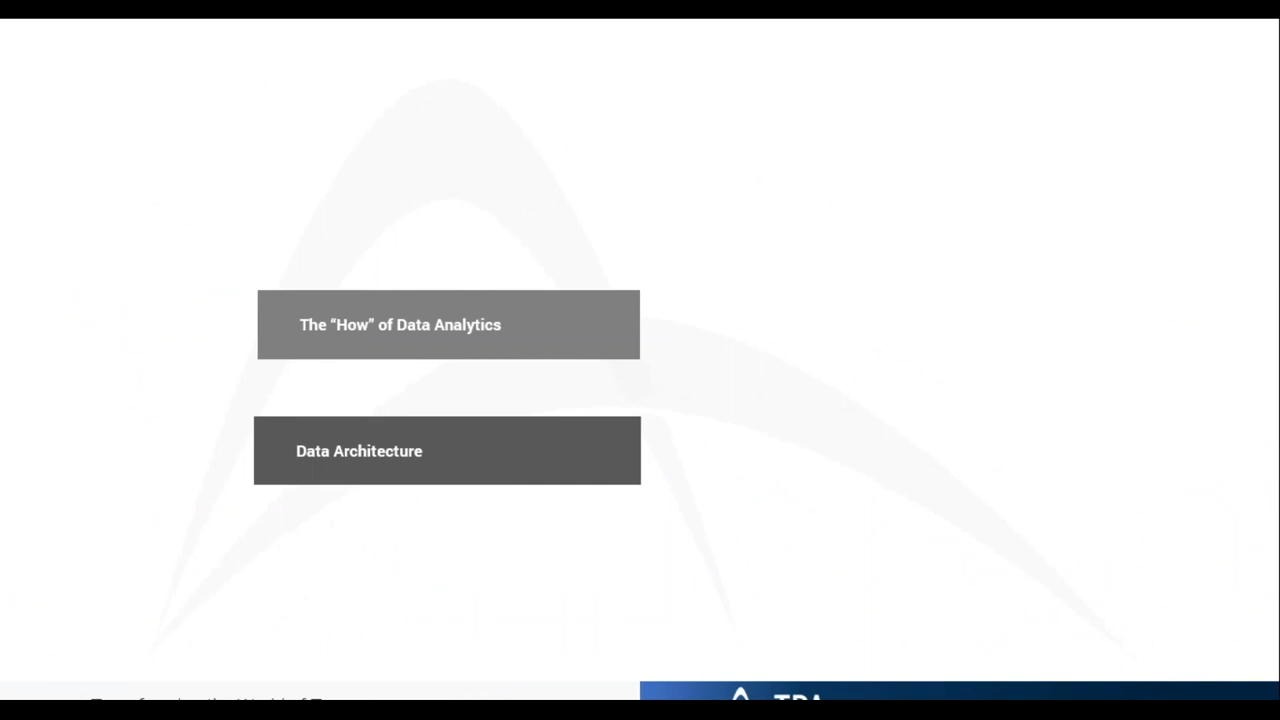 The “How” of Data Analytics
Data Architecture